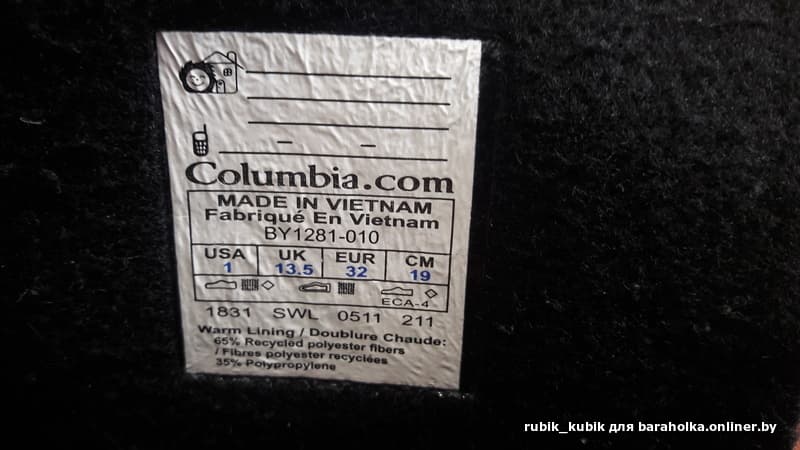 Columbia.com
MADE IN VIETNAM
Fabriqué En Vietnam
BY1281-010
USA UK EUR CM
1 13.5 32 19
ECA-4
1831 SWL 0511 211
Warm Lining / Doublure Chaude:
65% Recycled polyester fibers
/ Fibres polyester recyclées
35% Polypropylene
rubik_kubik для baraholka.onliner.by